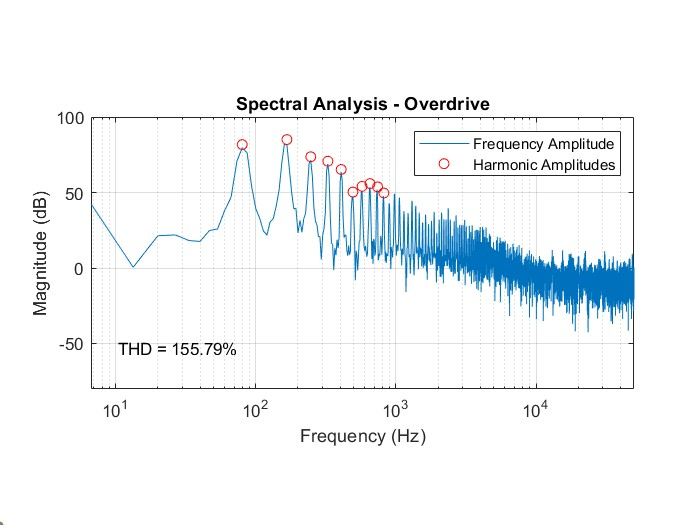 Spectral Analysis - Overdrive
Frequency Amplitude
Harmonic Amplitudes
100
50
0
-50
Magnitude (dB)
THD = 155.79%
10^1
10^2
10^3
10^4
Frequency (Hz)